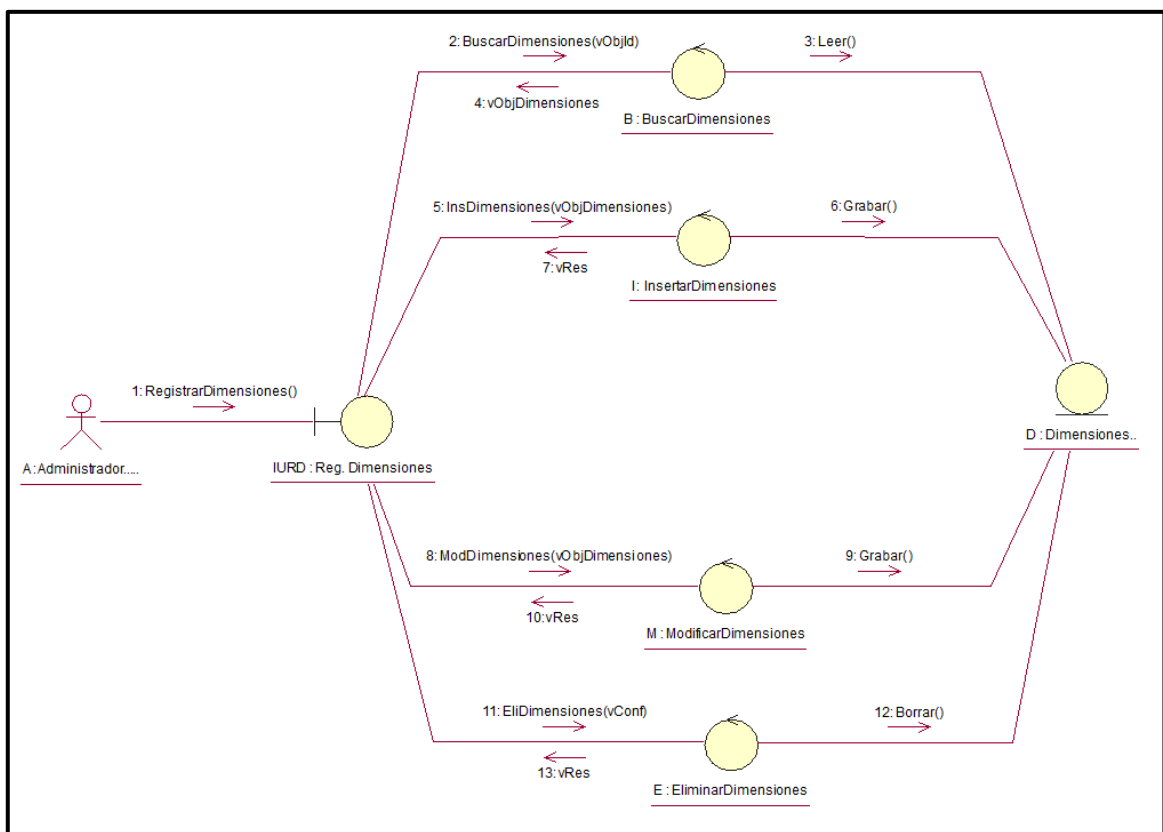 2: BuscarDimensiones(vObjId)
3: Leer()
4: vObjDimensiones
B : BuscarDimensiones
5: InsDimensiones(vObjDimensiones)
6: Grabar()
7: vRes
I: InsertarDimensiones
1: RegistrarDimensiones()
A: Administrador.....
IURD : Reg. Dimensiones
D : Dimensiones..
8: ModDimensiones(vObjDimensiones)
9: Grabar()
10: vRes
M : ModificarDimensiones
11: EliDimensiones(vConf)
12: Borrar()
13: vRes
E : EliminarDimensiones